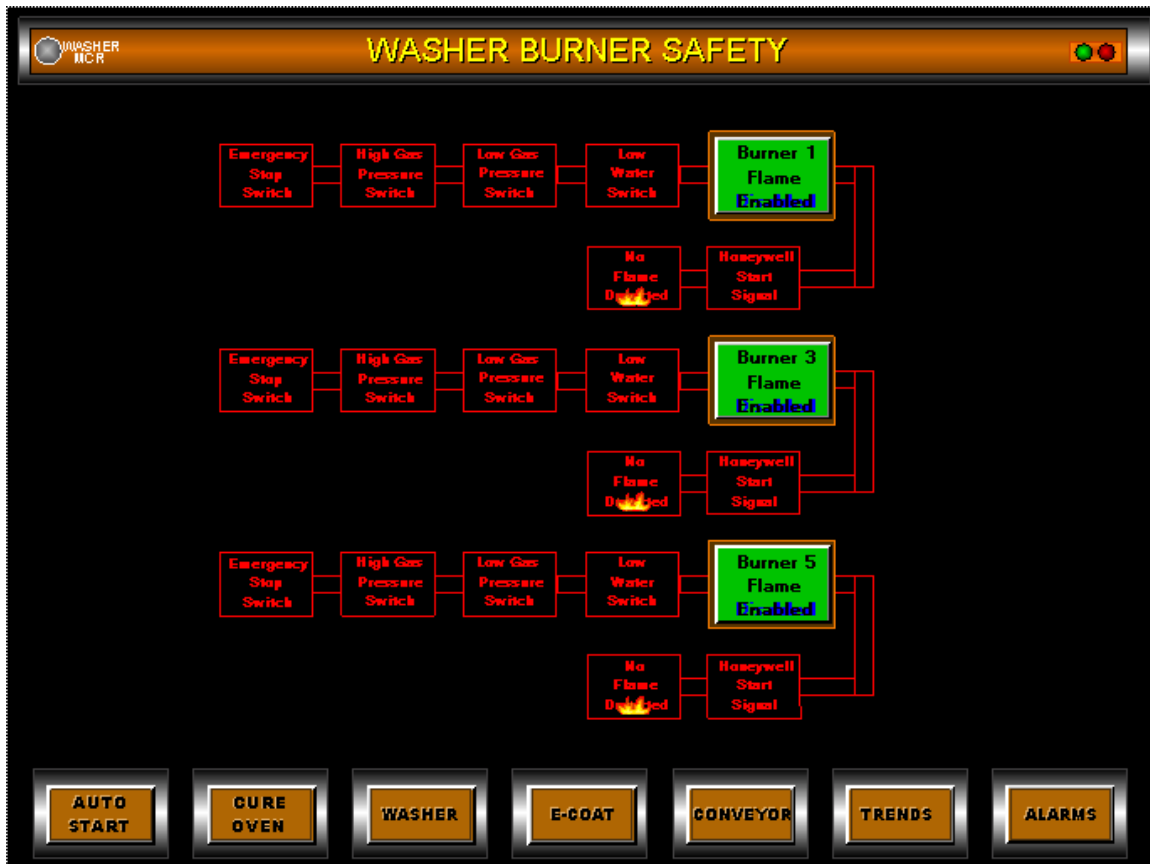 WASHER
MCR
WASHER BURNER SAFETY
Emergency
Stop
Switch
High Gas
Pressure
Switch
Low Gas
Pressure
Switch
Low
Water
Switch
Burner 1
Flame
Enabled
No
Flame
Detected
Honeywell
Start
Signal
Emergency
Stop
Switch
High Gas
Pressure
Switch
Low Gas
Pressure
Switch
Low
Water
Switch
Burner 3
Flame
Enabled
No
Flame
Detected
Honeywell
Start
Signal
Emergency
Stop
Switch
High Gas
Pressure
Switch
Low Gas
Pressure
Switch
Low
Water
Switch
Burner 5
Flame
Enabled
No
Flame
Detected
Honeywell
Start
Signal
AUTO
START
CURE
OVEN
WASHER
E-COAT
CONVEYOR
TRENDS
ALARMS